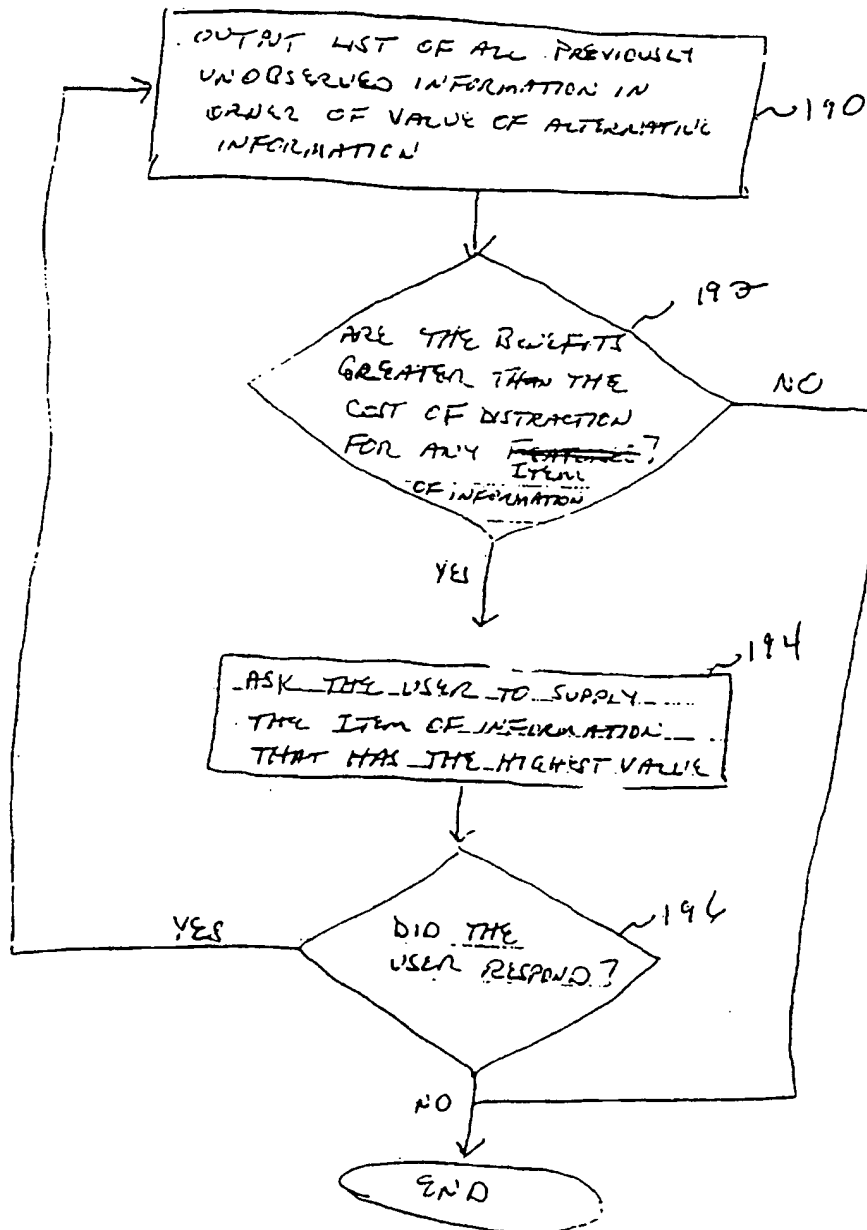 OUTPUT LIST OF ALL PREVIOUSLY
UNOBSERVED INFORMATION IN
ORDER OF VALUE OF ALTERNATIVE
INFORMATION
190
192
ARE THE BENEFITS
GREATER THAN THE
COST OF DISTRACTION
FOR ANY FEATURE?
ITEM
OF INFORMATION
NO
YES
194
ASK THE USER TO SUPPLY
THE ITEM OF INFORMATION
THAT HAS THE HIGHEST VALUE
196
YES
DID THE
USER RESPOND?
NO
END